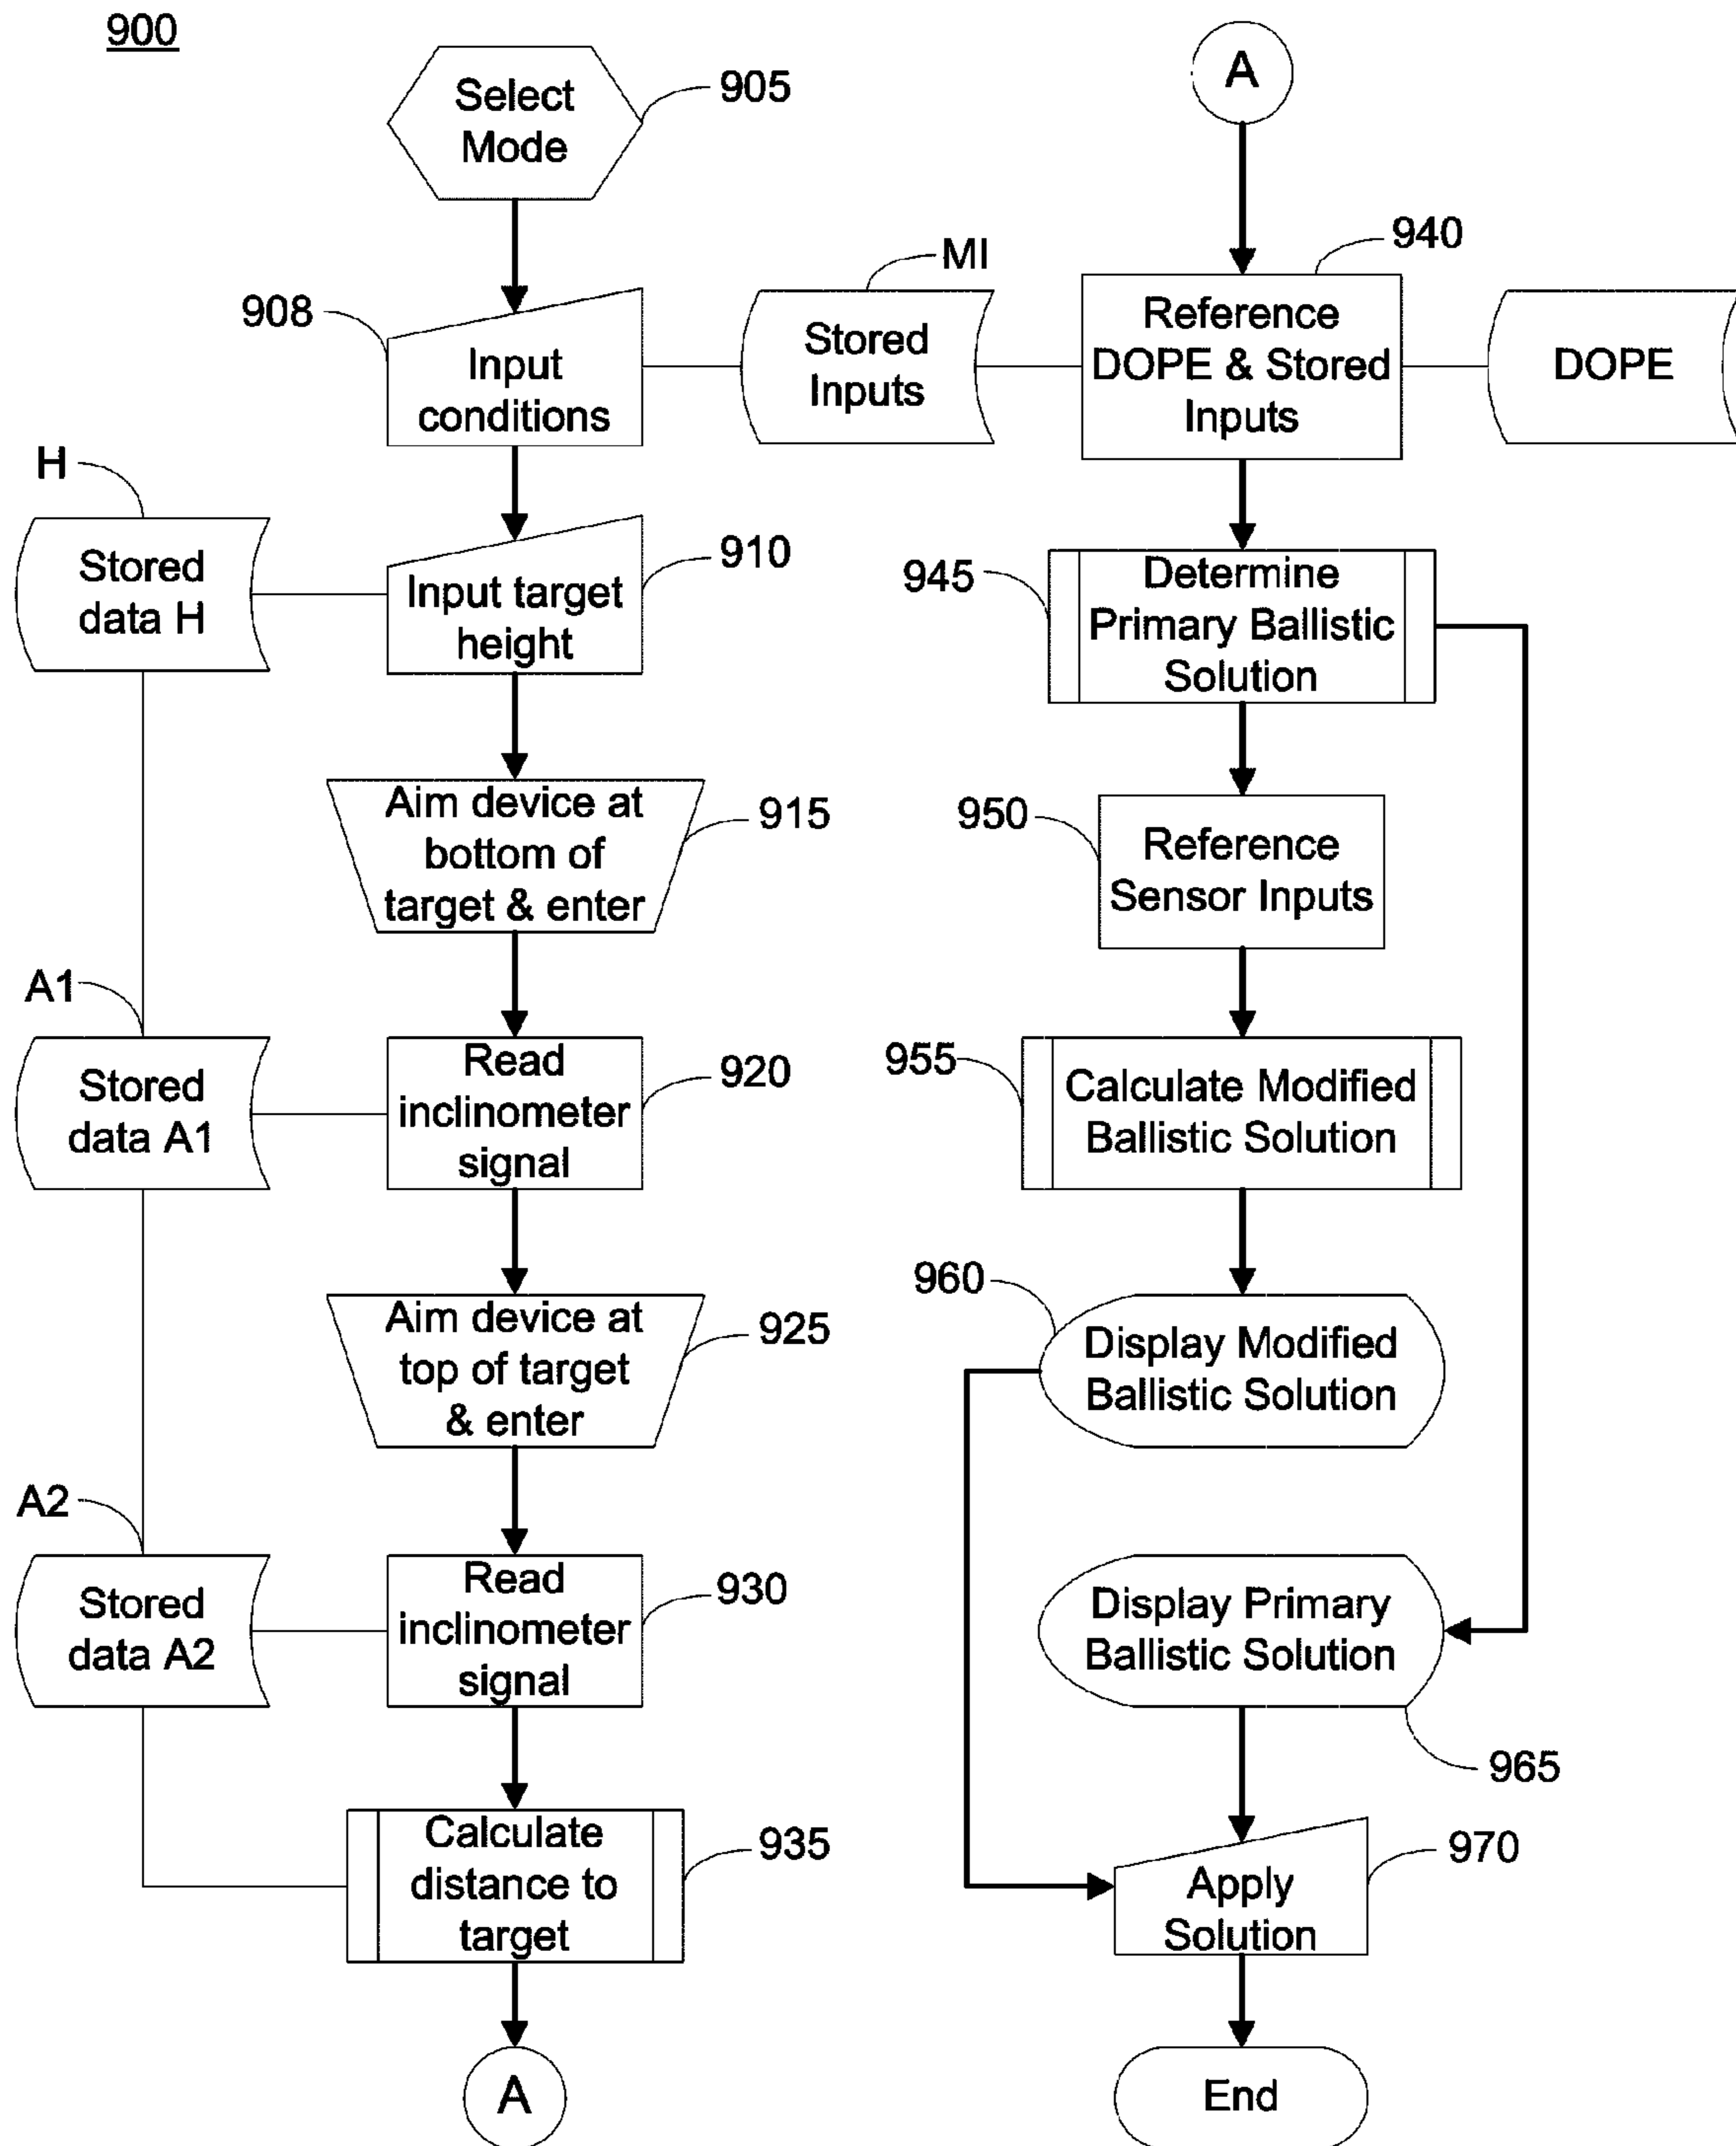 900
Select
Mode
905
908
Input
conditions
MI
Stored
Inputs
H
Stored
data H
Input target
height
910
Aim device at
bottom of
target & enter
915
A1
Stored
data A1
Read
inclinometer
signal
920
Aim device at
top of target
& enter
925
A2
Stored
data A2
Read
inclinometer
signal
930
Calculate
distance to
target
935
A
A
940
Reference
DOPE & Stored
Inputs
DOPE
945
Determine
Primary Ballistic
Solution
950
Reference
Sensor Inputs
955
Calculate Modified
Ballistic Solution
960
Display Modified
Ballistic Solution
Display Primary
Ballistic Solution
965
Apply
Solution
970
End